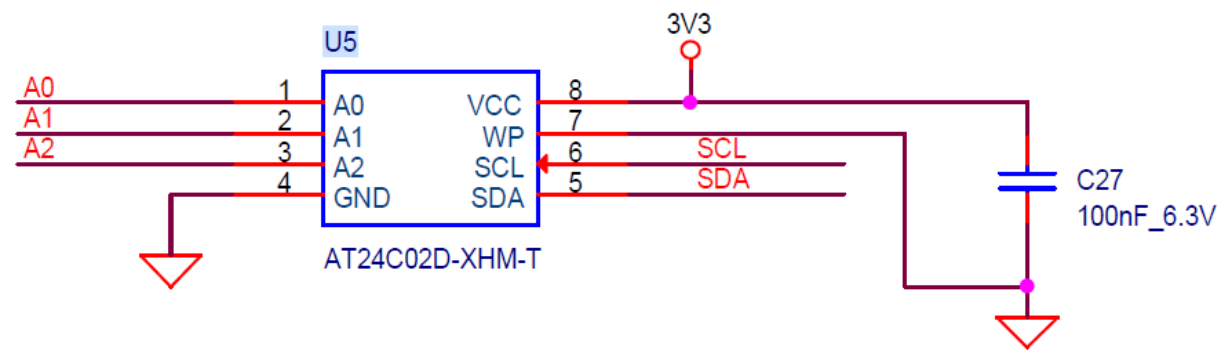 3V3
U5
A0 1 A0 VCC 8
A1 2 A1 WP 7
A2 3 A2 SCL 6 SCL
4 GND SDA 5 SDA
C27
100nF_6.3V
AT24C02D-XHM-T